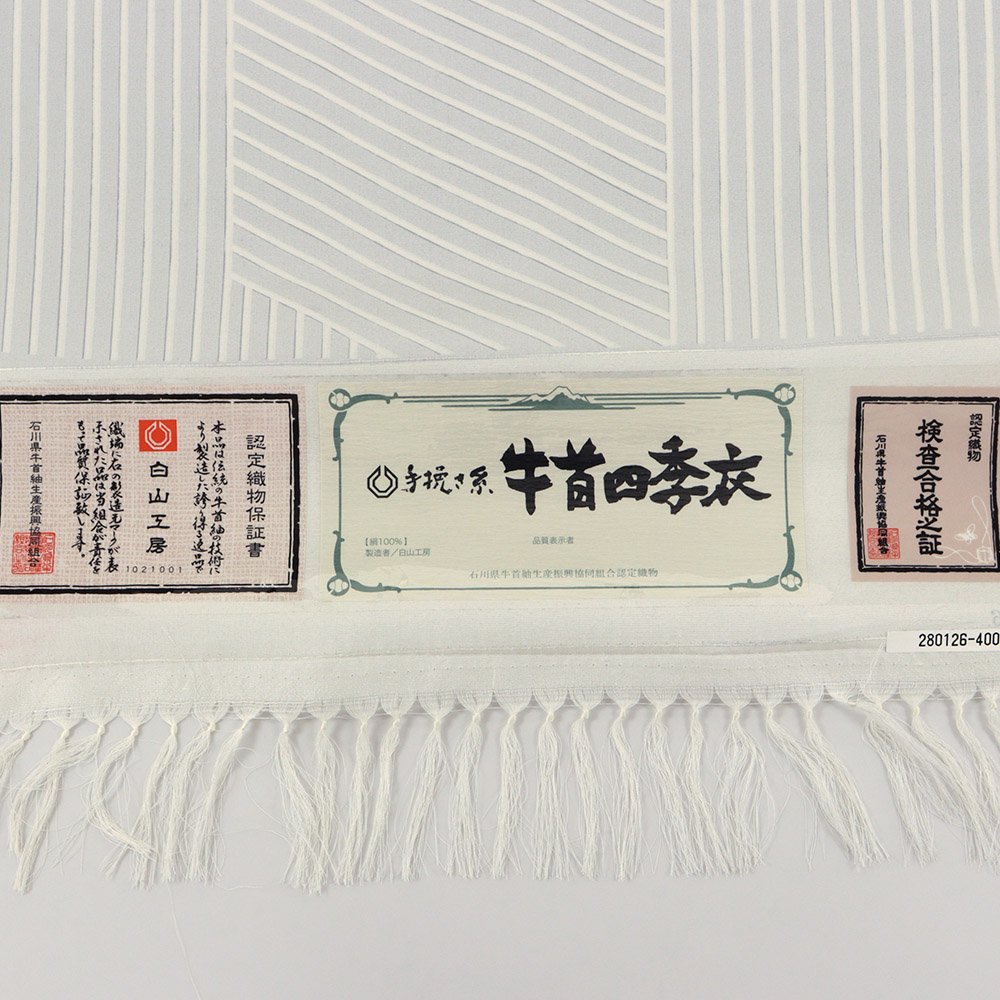 認定織物保証書
本品は伝統の牛首紬の技術に
より製造した誇り得る逸品で
白山工房
1021001
織端に右の製造元マークが表
示された品は当組合が責任を
もって品質保証致します。
石川県牛首紬生産振興協同組合
手挽き糸 牛首四季衣
【絹100%】
製造者/白山工房
品質表示者
石川県牛首紬生産振興協同組合認定織物
認定織物
検査合格之証
石川県牛首紬生産振興協同組合
280126-400